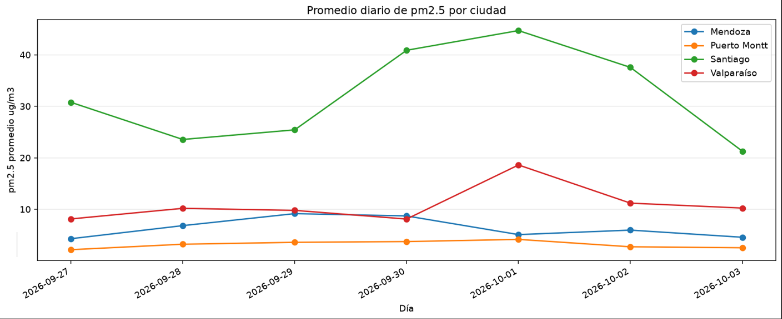 Promedio diario de pm2.5 por ciudad
Mendoza
Puerto Montt
Santiago
Valparaíso
pm2.5 promedio ug/m3
40
30
20
10
2026-09-27
2026-09-28
2026-09-29
2026-09-30
2026-10-01
2026-10-02
2026-10-03
Día